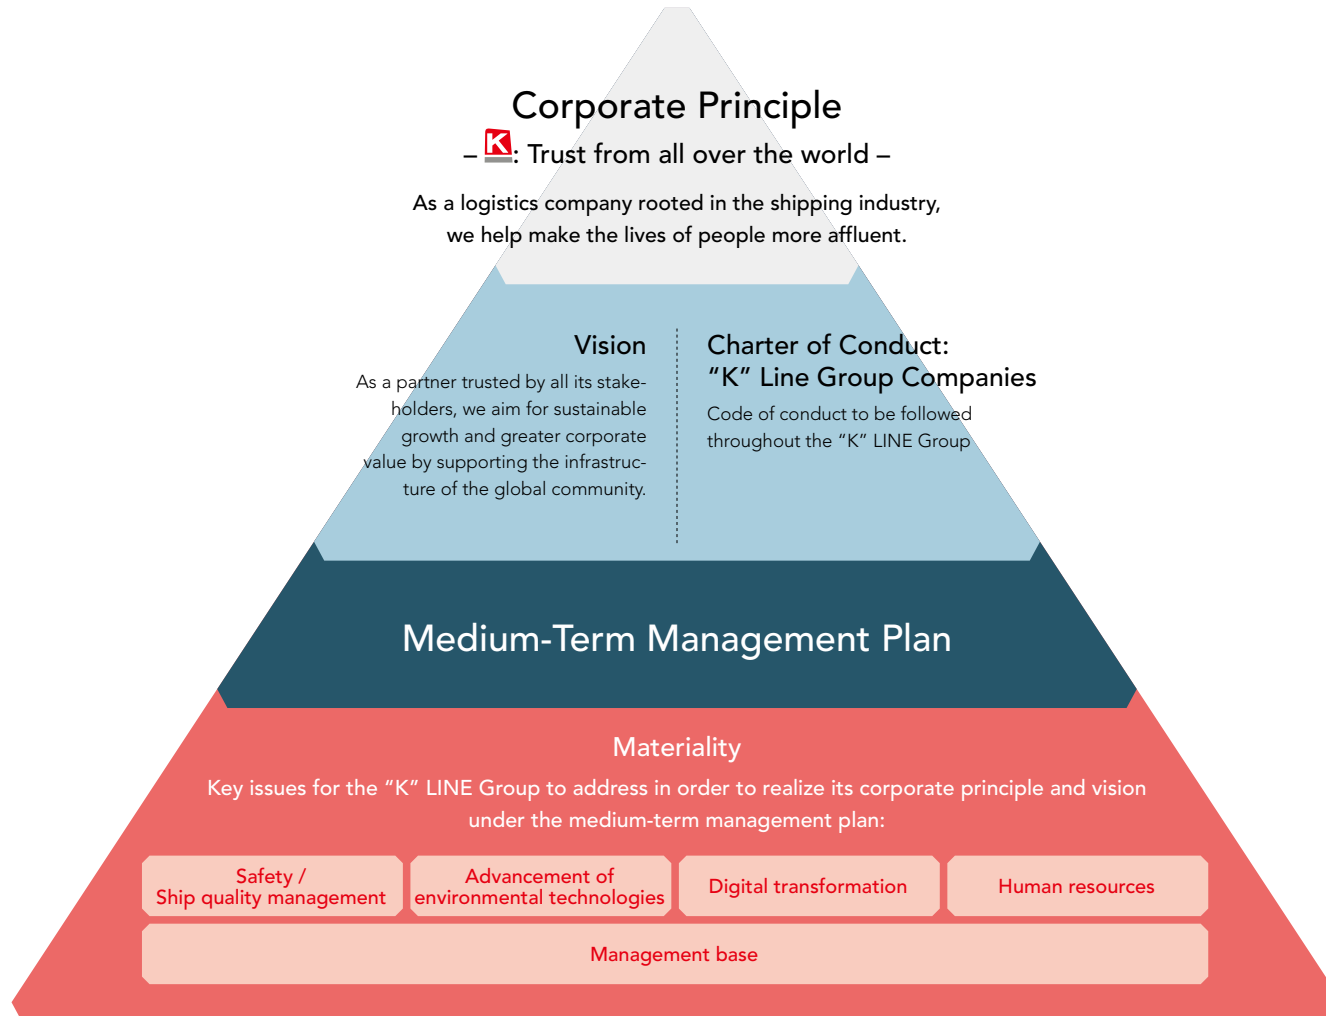 Corporate Principle
– K: Trust from all over the world –
As a logistics company rooted in the shipping industry,
we help make the lives of people more affluent.
Vision
As a partner trusted by all its stake-
holders, we aim for sustainable
growth and greater corporate
value by supporting the infrastruc-
ture of the global community.
Charter of Conduct:
“K” Line Group Companies
Code of conduct to be followed
throughout the “K” LINE Group
Medium-Term Management Plan
Materiality
Key issues for the “K” LINE Group to address in order to realize its corporate principle and vision
under the medium-term management plan:
Safety /
Ship quality management
Advancement of
environmental technologies
Digital transformation
Human resources
Management base